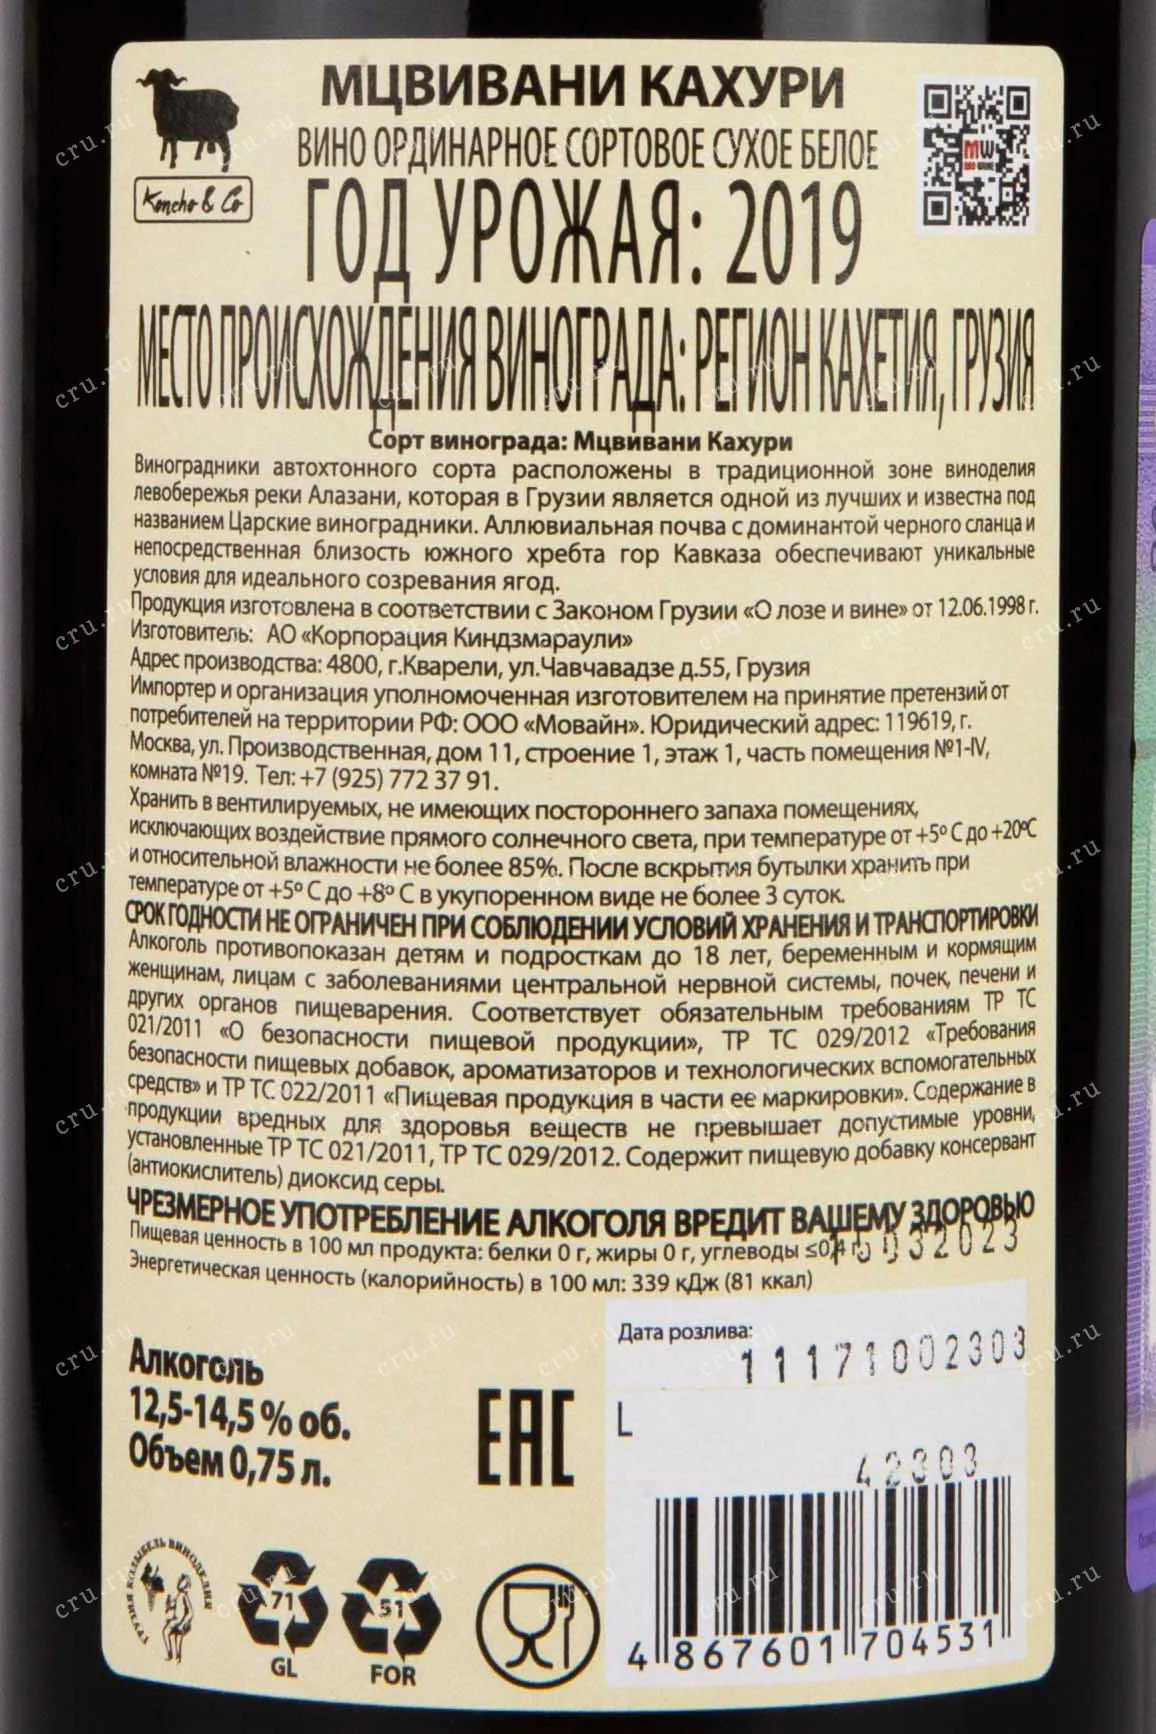 МЦВИВАНИ КАХУРИ
ВИНО ОРДИНАРНОЕ СОРТОВОЕ СУХОЕ БЕЛОЕ
Koncho & Co
MW
ГОД УРОЖАЯ: 2019
МЕСТО ПРОИСХОЖДЕНИЯ ВИНОГРАДА: РЕГИОН КАХЕТИЯ, ГРУЗИЯ
Сорт винограда: Мцвивани Кахури
Виноградники автохтонного сорта расположены в традиционной зоне виноделия
левобережья реки Алазани, которая в Грузии является одной из лучших и известна под
названием Царские виноградники. Аллювиальная почва с доминантой черного сланца и
непосредственная близость южного хребта гор Кавказа обеспечивают уникальные
условия для идеального созревания ягод.
Продукция изготовлена в соответствии с Законом Грузии «О лозе и вине» от 12.06.1998 г.
Изготовитель: АО «Корпорация Киндзмараули»
Адрес производства: 4800, г.Кварели, ул.Чавчавадзе д.55, Грузия
Импортер и организация уполномоченная изготовителем на принятие претензий от
потребителей на территории РФ: ООО «Мовайн». Юридический адрес: 119619, г.
Москва, ул. Производственная, дом 11, строение 1, этаж 1, часть помещения №1-IV,
комната №19. Тел: +7 (925) 772 37 91.
Хранить в вентилируемых, не имеющих постороннего запаха помещениях,
исключающих воздействие прямого солнечного света, при температуре от +5º С до +20ºС
и относительной влажности не более 85%. После вскрытия бутылки хранить при
температуре от +5º С до +8º С в укупоренном виде не более 3 суток.
СРОК ГОДНОСТИ НЕ ОГРАНИЧЕН ПРИ СОБЛЮДЕНИИ УСЛОВИЙ ХРАНЕНИЯ И ТРАНСПОРТИРОВКИ
Алкоголь противопоказан детям и подросткам до 18 лет, беременным и кормящим
женщинам, лицам с заболеваниями центральной нервной системы, почек, печени и
других органов пищеварения. Соответствует обязательным требованиям ТР ТС
021/2011 «О безопасности пищевой продукции», ТР ТС 029/2012 «Требования
безопасности пищевых добавок, ароматизаторов и технологических вспомогательных
средств» и ТР ТС 022/2011 «Пищевая продукция в части ее маркировки». Содержание в
продукции вредных для здоровья веществ не превышает допустимые уровни,
установленные ТР ТС 021/2011, ТР ТС 029/2012. Содержит пищевую добавку консервант
(антиокислитель) диоксид серы.
ЧРЕЗМЕРНОЕ УПОТРЕБЛЕНИЕ АЛКОГОЛЯ ВРЕДИТ ВАШЕМУ ЗДОРОВЬЮ
Пищевая ценность в 100 мл продукта: белки 0 г, жиры 0 г, углеводы
032023
Энергетическая ценность (калорийность) в 100 мл: 339 кДж (81 ккал)
Дата розлива:
11171002303
L
42303
Алкоголь
12,5-14,5 % об.
Объем 0,75 л.
EAC
ГРУЗИЯ КОЛЫБЕЛЬ ВИНОДЕЛИЯ
71
GL
51
FOR
4 867601 704531
cru.ru